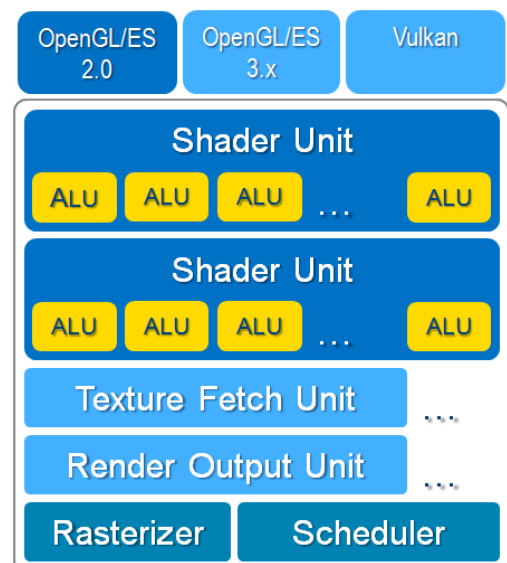 OpenGL/ES OpenGL/ES Vulkan
2.0 3.x
Shader Unit
ALU ALU ALU ... ALU
Shader Unit
ALU ALU ALU ... ALU
Texture Fetch Unit ...
Render Output Unit ...
Rasterizer Scheduler